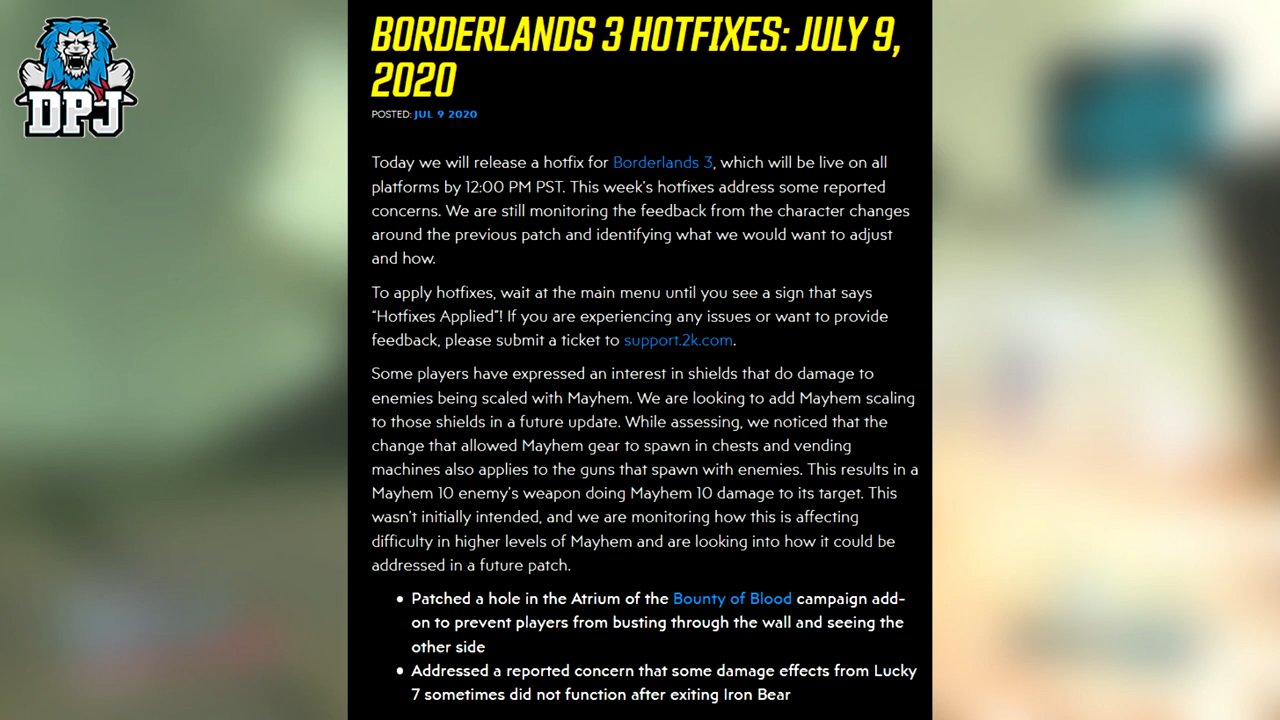 DPJ
BORDERLANDS 3 HOTFIXES: JULY 9,
2020
POSTED: JUL 9 2020
Today we will release a hotfix for Borderlands 3, which will be live on all
platforms by 12:00 PM PST. This week's hotfixes address some reported
concerns. We are still monitoring the feedback from the character changes
around the previous patch and identifying what we would want to adjust
and how.
To apply hotfixes, wait at the main menu until you see a sign that says
“Hotfixes Applied”! If you are experiencing any issues or want to provide
feedback, please submit a ticket to support.2k.com.
Some players have expressed an interest in shields that do damage to
enemies being scaled with Mayhem. We are looking to add Mayhem scaling
to those shields in a future update. While assessing, we noticed that the
change that allowed Mayhem gear to spawn in chests and vending
machines also applies to the guns that spawn with enemies. This results in a
Mayhem 10 enemy's weapon doing Mayhem 10 damage to its target. This
wasn't initially intended, and we are monitoring how this is affecting
difficulty in higher levels of Mayhem and are looking into how it could be
addressed in a future patch.
• Patched a hole in the Atrium of the Bounty of Blood campaign add-
on to prevent players from busting through the wall and seeing the
other side
• Addressed a reported concern that some damage effects from Lucky
7 sometimes did not function after exiting Iron Bear